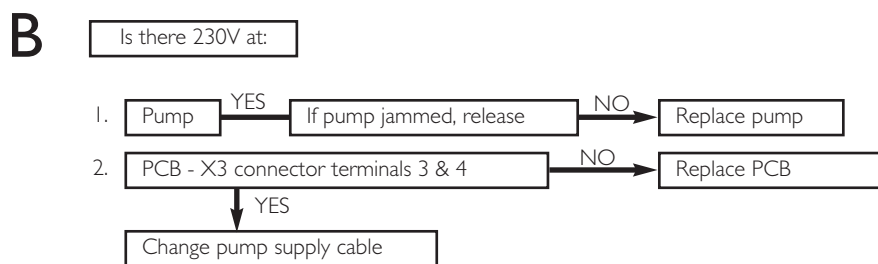 B Is there 230V at:
1. Pump YES If pump jammed, release NO Replace pump
2. PCB - X3 connector terminals 3 & 4 NO Replace PCB
YES
Change pump supply cable